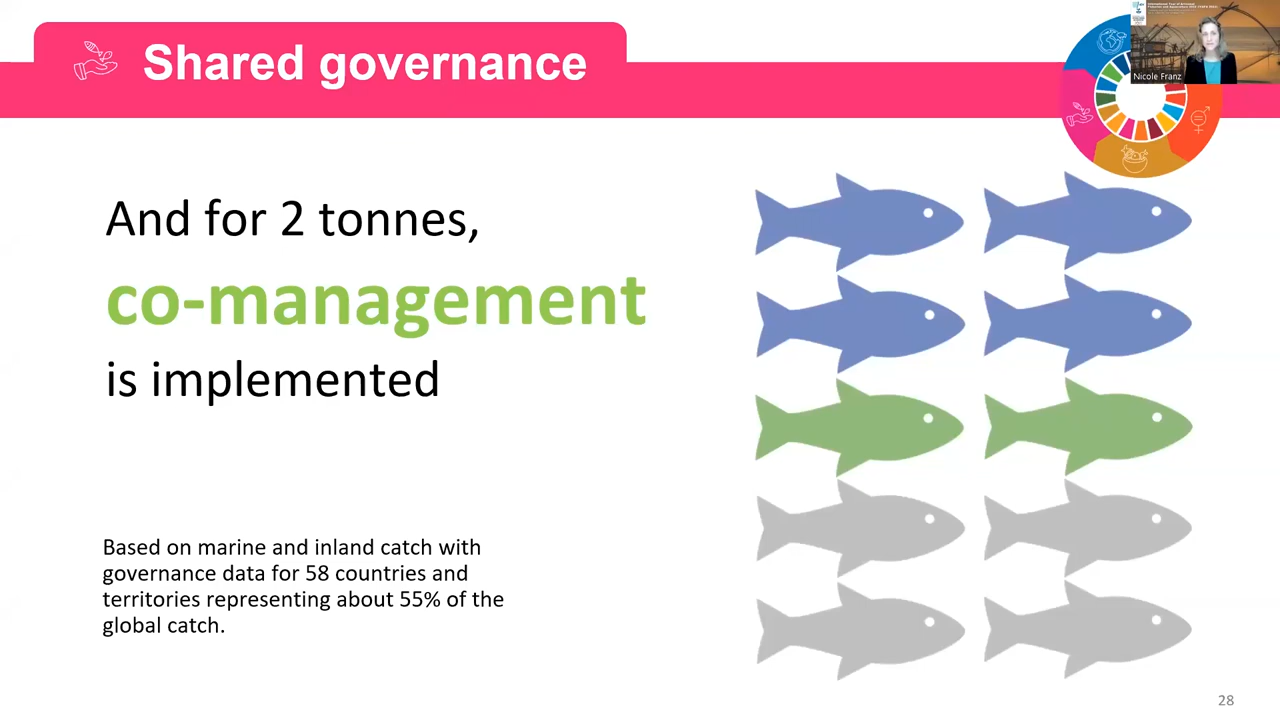 Shared governance
Nicole Franz
And for 2 tonnes,
co-management
is implemented
Based on marine and inland catch with
governance data for 58 countries and
territories representing about 55% of the
global catch.
28